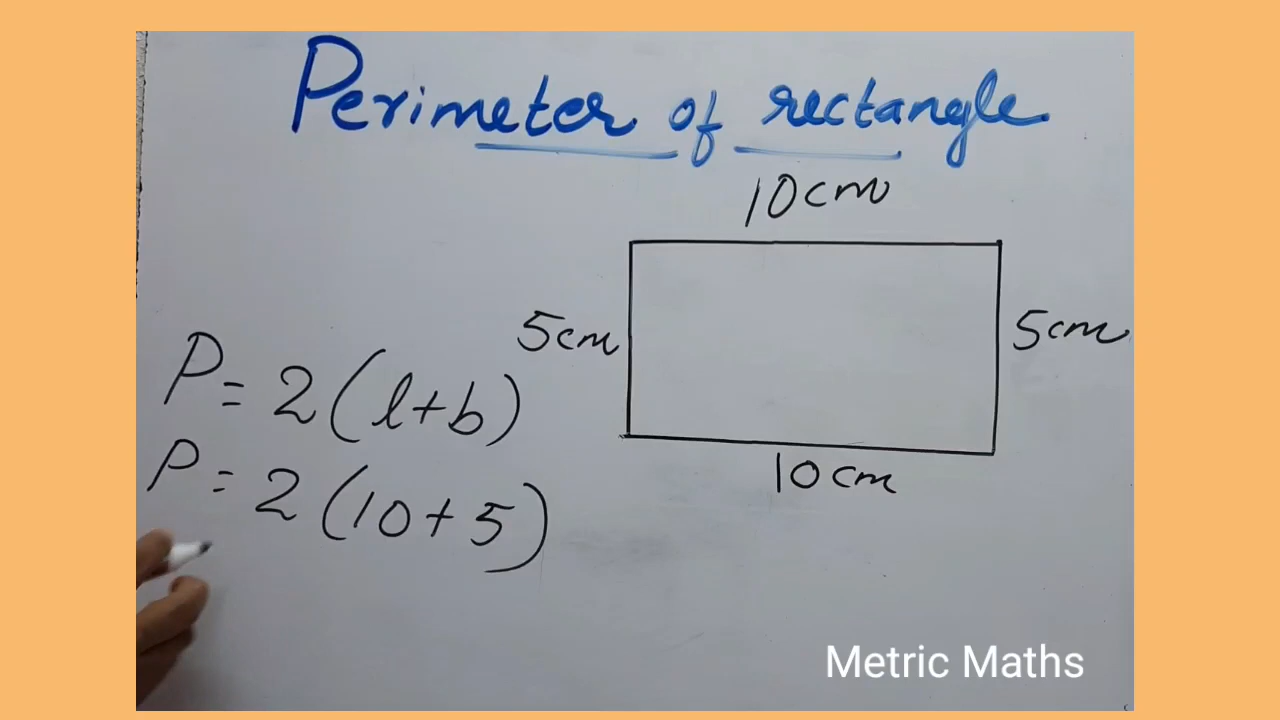 Perimeter of rectangle
10cm
5cm
5cm
P = 2(l+b)
10cm
P = 2(10+5)
Metric Maths